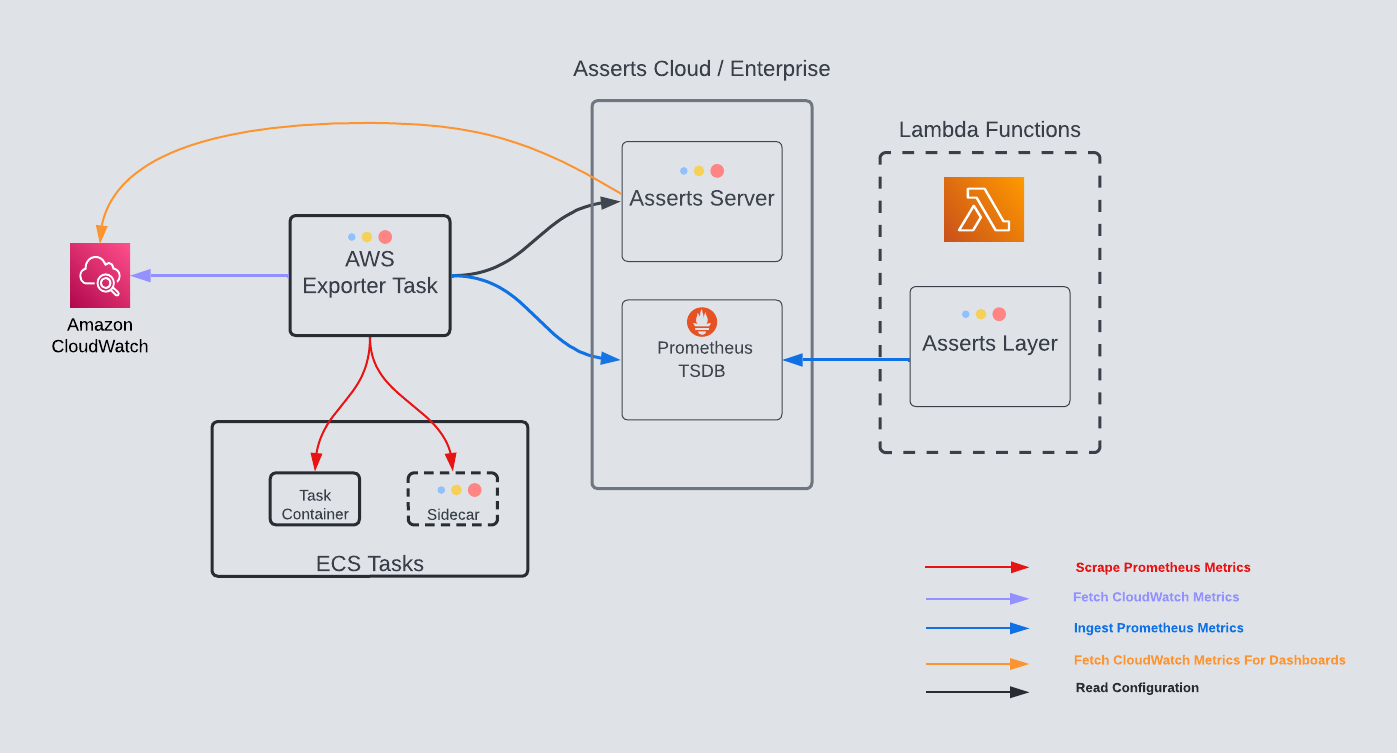 Asserts Cloud / Enterprise
Lambda Functions
Asserts Server
AWS
Exporter Task
Amazon
CloudWatch
Prometheus
TSDB
Asserts Layer
Task
Container
Sidecar
ECS Tasks
Scrape Prometheus Metrics
Fetch CloudWatch Metrics
Ingest Prometheus Metrics
Fetch CloudWatch Metrics For Dashboards
Read Configuration